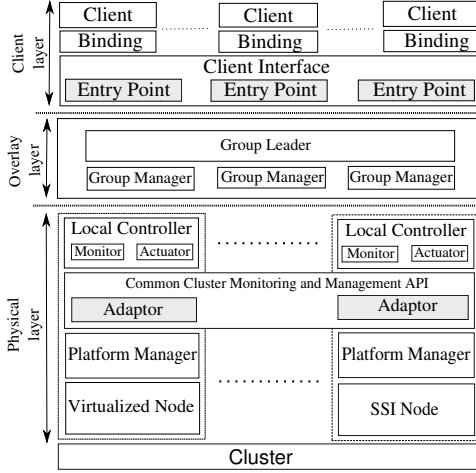 Client Client Client
Binding Binding Binding
Client Interface
Entry Point Entry Point Entry Point
Client layer
Group Leader
Group Manager Group Manager Group Manager
Overlay layer
Local Controller Local Controller
Monitor Actuator Monitor Actuator
Common Cluster Monitoring and Management API
Adaptor Adaptor
Platform Manager Platform Manager
Virtualized Node SSI Node
Physical layer
Cluster